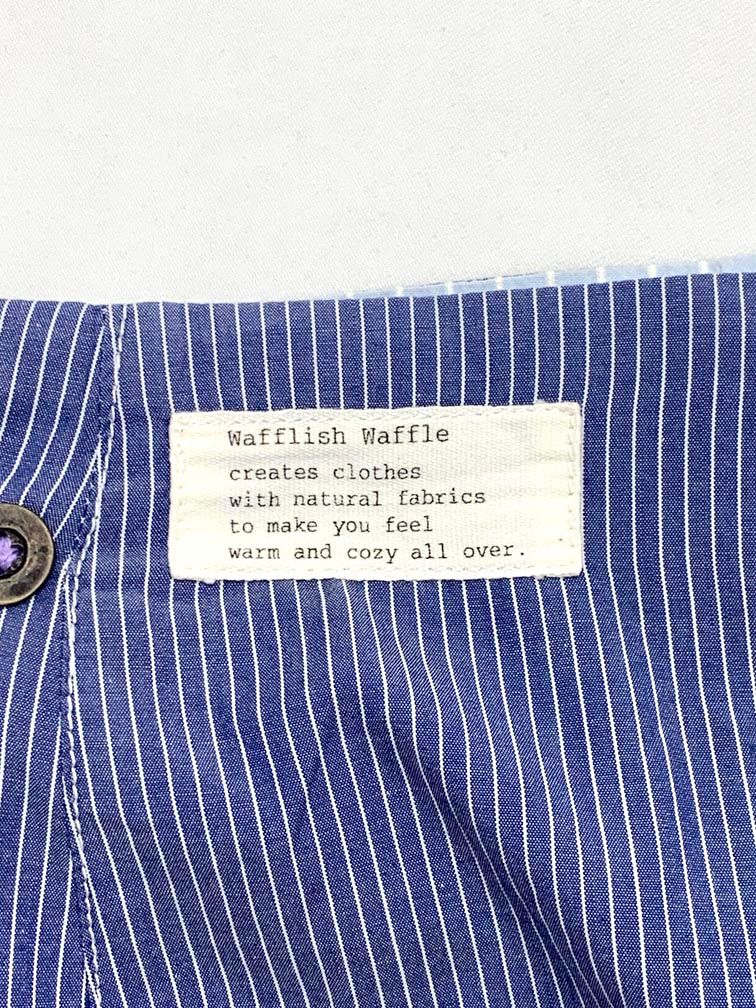 Wafflish Waffle
creates clothes
with natural fabrics
to make you feel
warm and cozy all over.